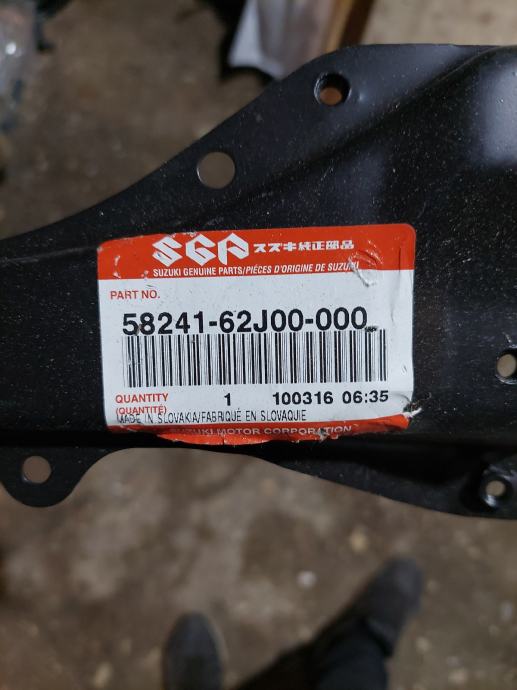 SGP スズキ純正部品
SUZUKI GENUINE PARTS/PIÈCES D'ORIGINE DE SUZUKI
PART NO.
58241-62J00-000
QUANTITY 1 100316 06:35
(QUANTITÉ)
MADE IN SLOVAKIA/FABRIQUÉ EN SLOVAQUIE
SUZUKI MOTOR CORPORATION